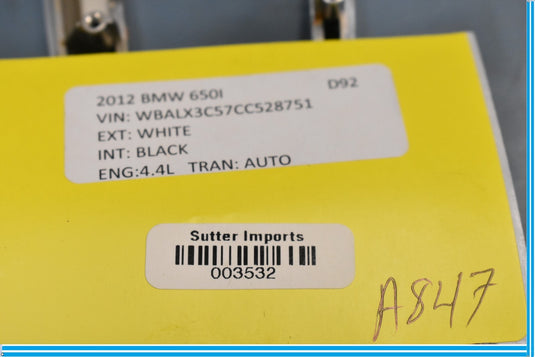 2012 BMW 650I D92
VIN: WBALX3C57CC528751
EXT: WHITE
INT: BLACK
ENG:4.4L TRAN: AUTO
Sutter Imports
003532
A847